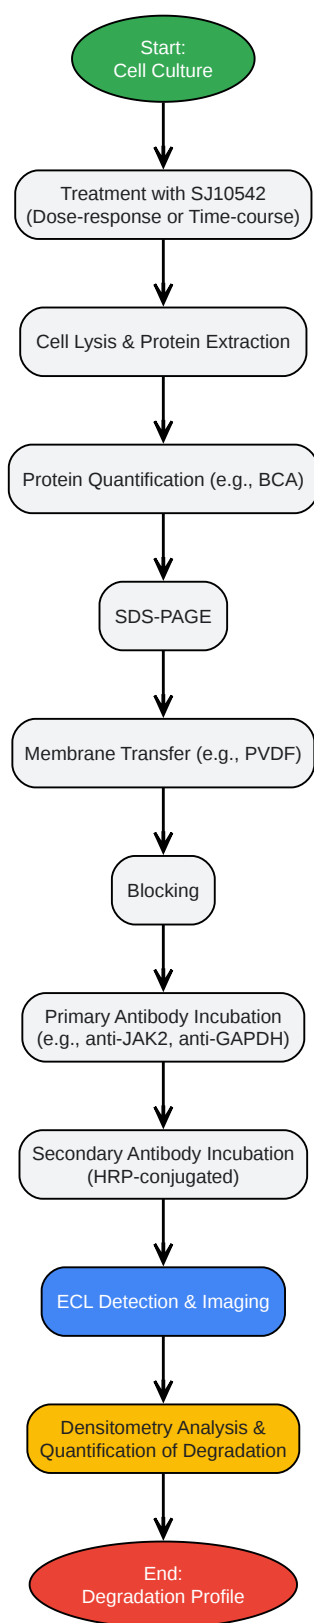 Start:
Cell Culture
Treatment with SJ10542
(Dose-response or Time-course)
Cell Lysis & Protein Extraction
Protein Quantification (e.g., BCA)
SDS-PAGE
Membrane Transfer (e.g., PVDF)
Blocking
Primary Antibody Incubation
(e.g., anti-JAK2, anti-GAPDH)
Secondary Antibody Incubation
(HRP-conjugated)
ECL Detection & Imaging
Densitometry Analysis &
Quantification of Degradation
End:
Degradation Profile